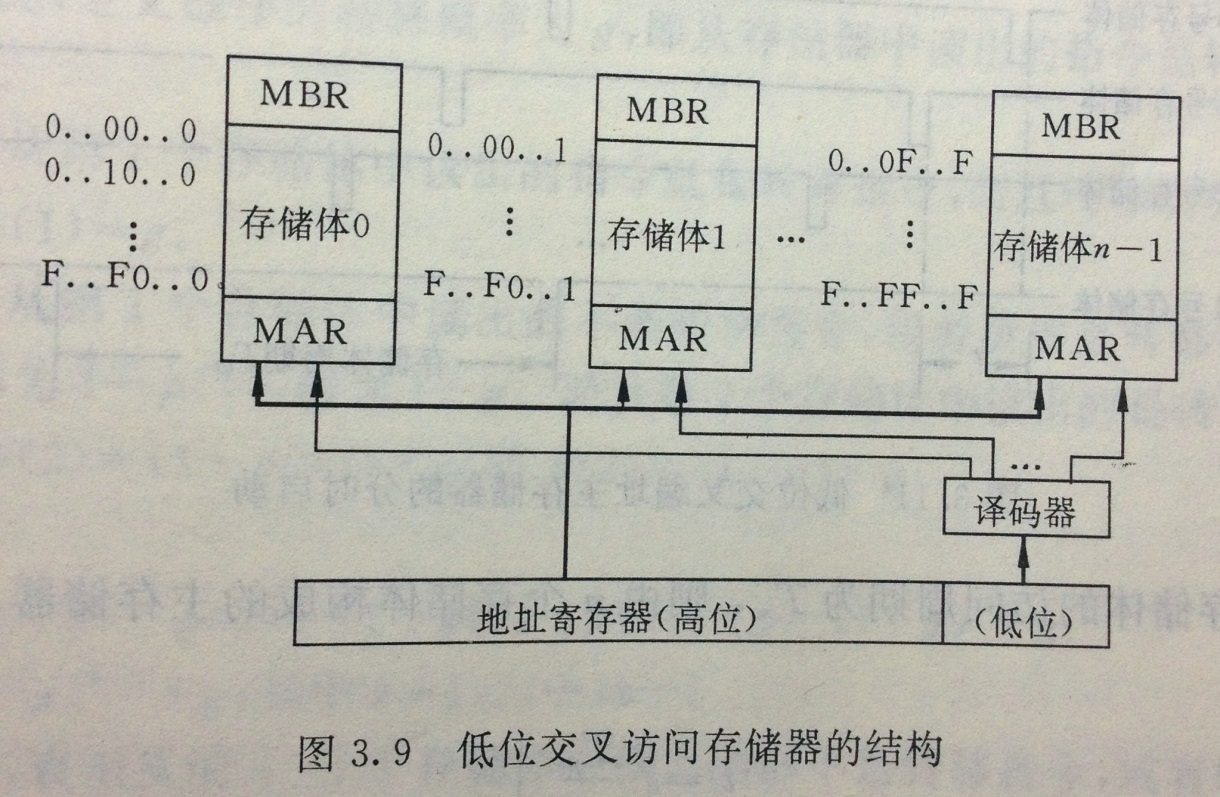 MBR
0..00..0
0..10..0
⋮
F..F0..0
存储体0
MAR
MBR
0..00..1
⋮
F..F0..1
存储体1
MAR
...
MBR
0..0F..F
⋮
F..FF..F
存储体n-1
MAR
...
译码器
地址寄存器(高位)
(低位)
图 3.9 低位交叉访问存储器的结构